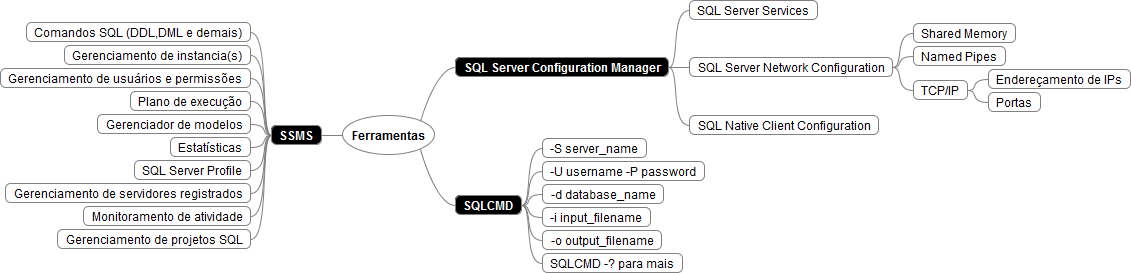 Ferramentas
SSMS
Comandos SQL (DDL,DML e demais)
Gerenciamento de instancia(s)
Gerenciamento de usuários e permissões
Plano de execução
Gerenciador de modelos
Estatísticas
SQL Server Profile
Gerenciamento de servidores registrados
Monitoramento de atividade
Gerenciamento de projetos SQL
SQL Server Configuration Manager
SQL Server Services
SQL Server Network Configuration
Shared Memory
Named Pipes
TCP/IP
Endereçamento de IPs
Portas
SQL Native Client Configuration
SQLCMD
-S server_name
-U username -P password
-d database_name
-i input_filename
-o output_filename
SQLCMD -? para mais